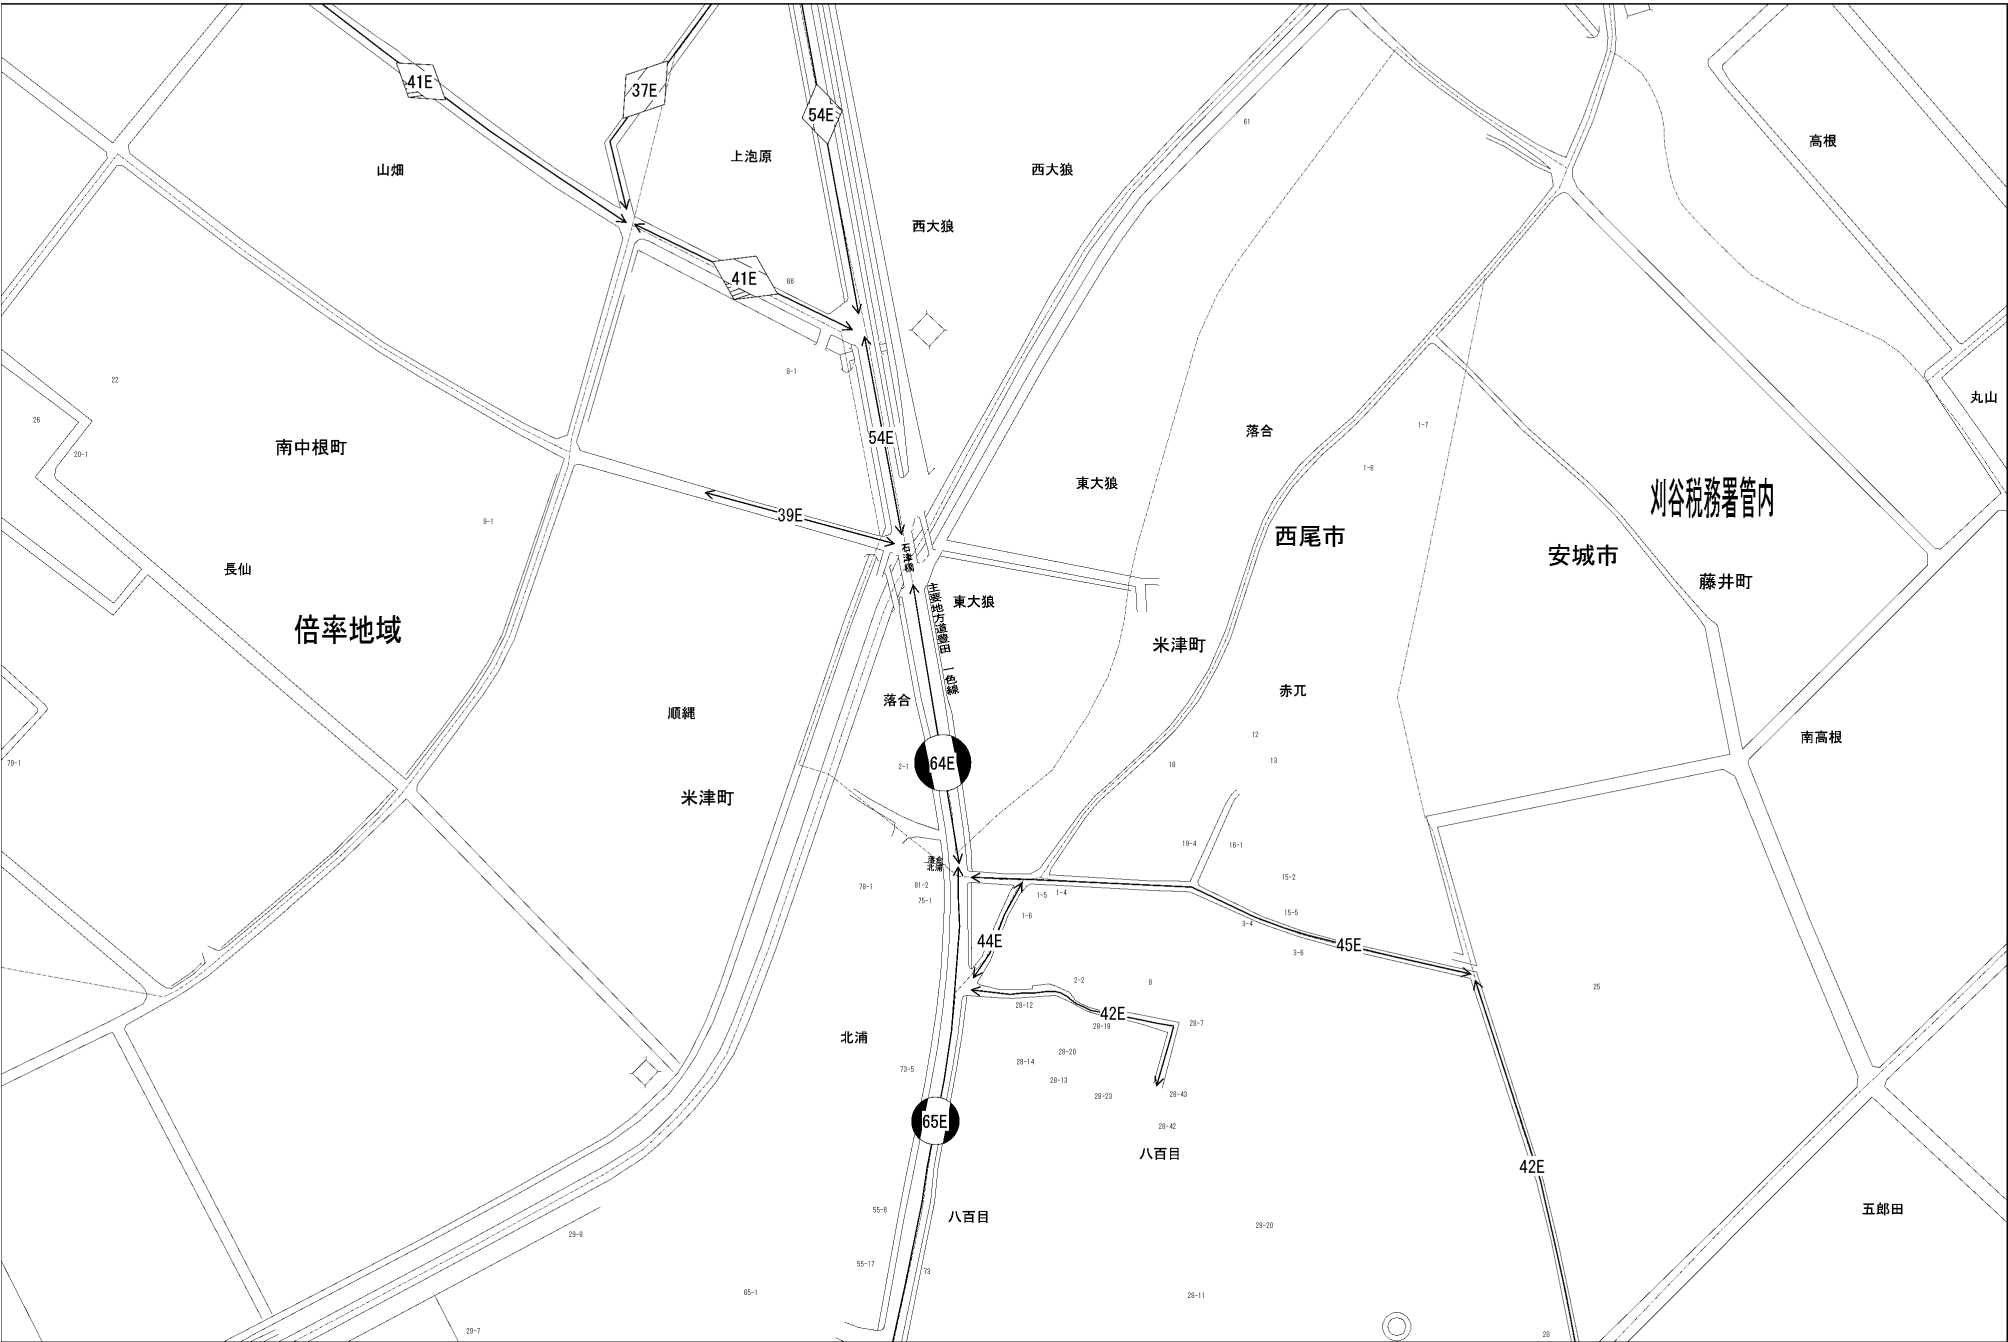 41E
37E
54E
61
高根
上泡原
山畑
西大狼
西大狼
41E
66
8-1
22
26
20-1
丸山
1-7
落合
54E
南中根町
1-6
東大狼
刈谷税務署管内
39E
9-1
西尾市
石津橋
安城市
長仙
藤井町
主要地方道豊田一色線
東大狼
倍率地域
米津町
赤兀
落合
順縄
12
南高根
13
18
79-1
64E
2-1
米津町
19-4
16-1
落合
北浦
15-2
78-1
81-2
75-1
1-5
1-4
1-6
15-5
3-4
44E
45E
3-6
2-2
8
25
28-12
42E
28-19
28-7
北浦
28-20
28-14
73-5
28-13
28-23
28-43
65E
28-42
八百目
42E
55-8
八百目
五郎田
29-20
29-8
55-17
73
65-1
28-11
29-7
20